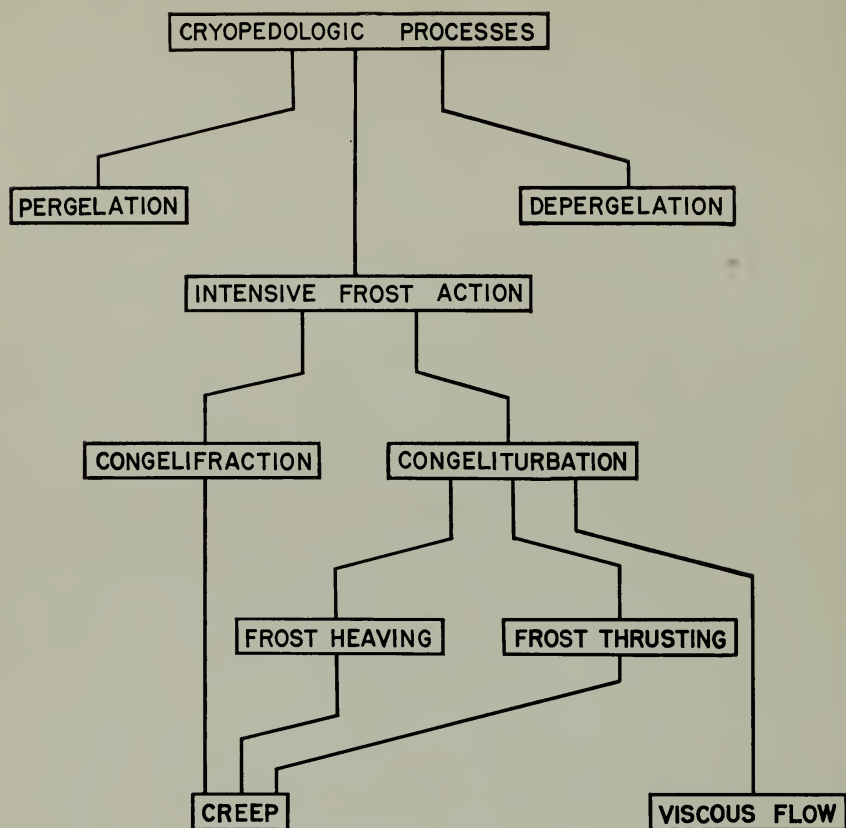 CRYOPEDOLOGIC PROCESSES
PERGELATION
DEPERGELATION
INTENSIVE FROST ACTION
CONGELIFRACTION
CONGELITURBATION
FROST HEAVING
FROST THRUSTING
CREEP
VISCOUS FLOW